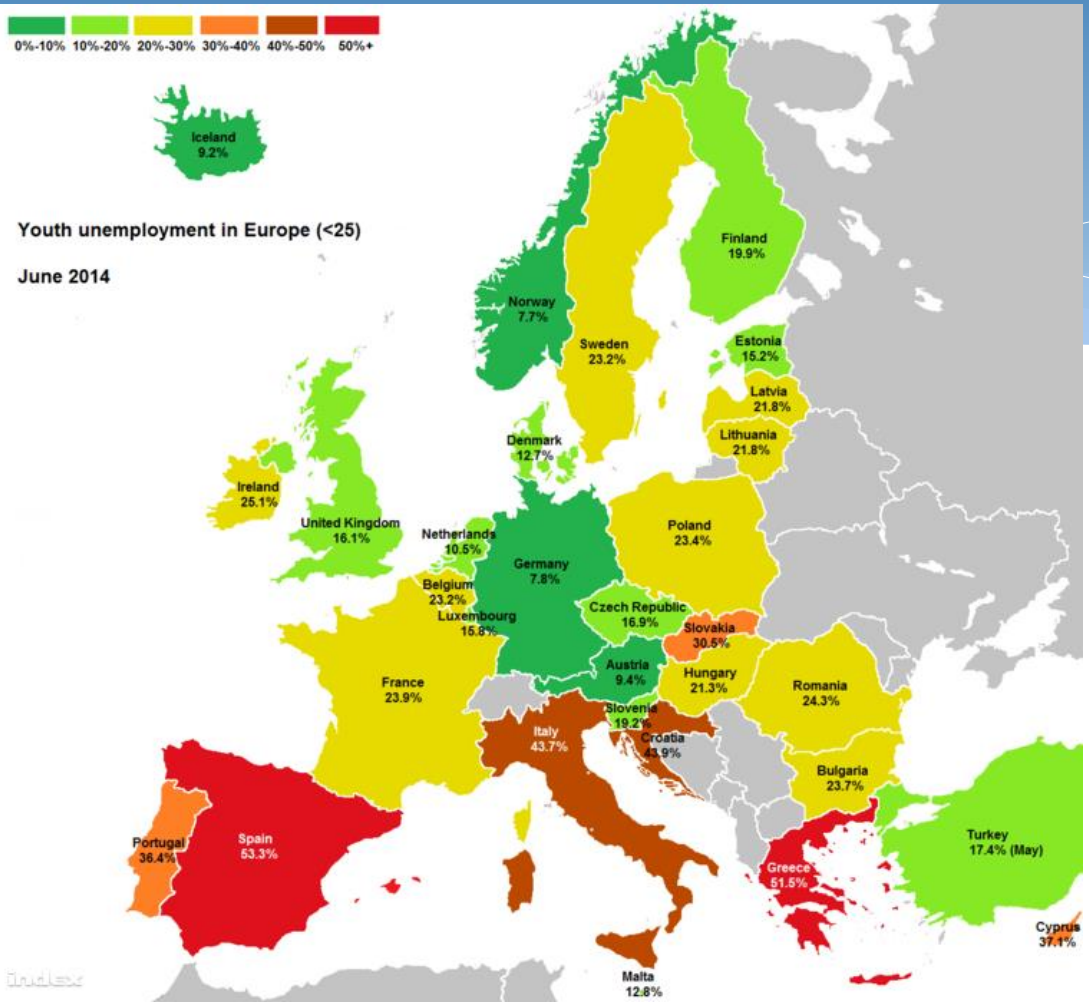 0%-10% 10%-20% 20%-30% 30%-40% 40%-50% 50%+
Iceland
9.2%
Youth unemployment in Europe (<25)
June 2014
Finland
19.9%
Norway
7.7%
Sweden
23.2%
Estonia
15.2%
Latvia
21.8%
Lithuania
21.8%
Denmark
12.7%
Ireland
25.1%
United Kingdom
16.1%
Netherlands
10.5%
Poland
23.4%
Germany
7.8%
Belgium
23.2%
Luxembourg
15.8%
Czech Republic
16.9%
Slovakia
30.5%
Austria
9.4%
Hungary
21.3%
France
23.9%
Romania
24.3%
Slovenia
19.2%
Italy
43.7%
Croatia
43.9%
Bulgaria
23.7%
Portugal
36.4%
Spain
53.3%
Greece
51.5%
Turkey
17.4% (May)
Cyprus
37.1%
Malta
12.8%
index